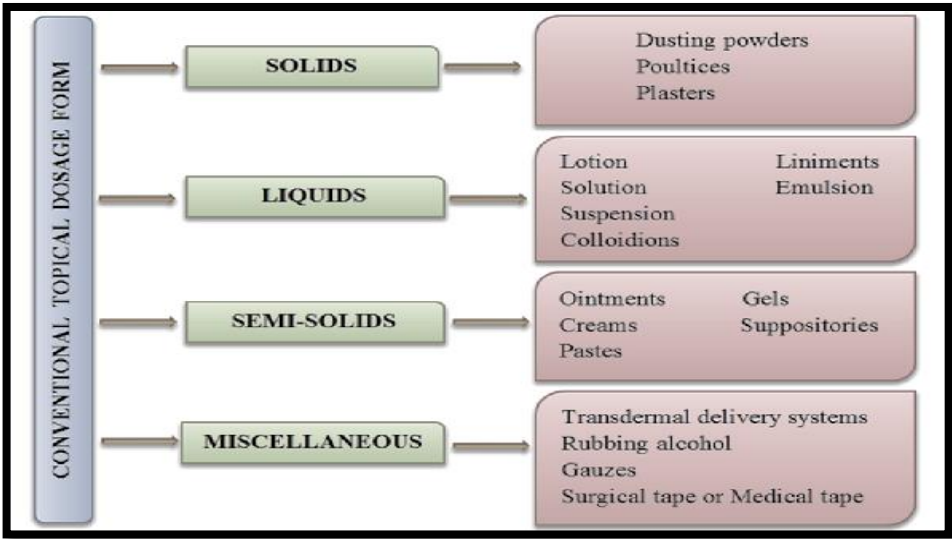 CONVENTIONAL TOPICAL DOSAGE FORM
SOLIDS
Dusting powders
Poultices
Plasters
LIQUIDS
Lotion
Solution
Suspension
Colloidions
Liniments
Emulsion
SEMI-SOLIDS
Ointments
Creams
Pastes
Gels
Suppositories
MISCELLANEOUS
Transdermal delivery systems
Rubbing alcohol
Gauzes
Surgical tape or Medical tape